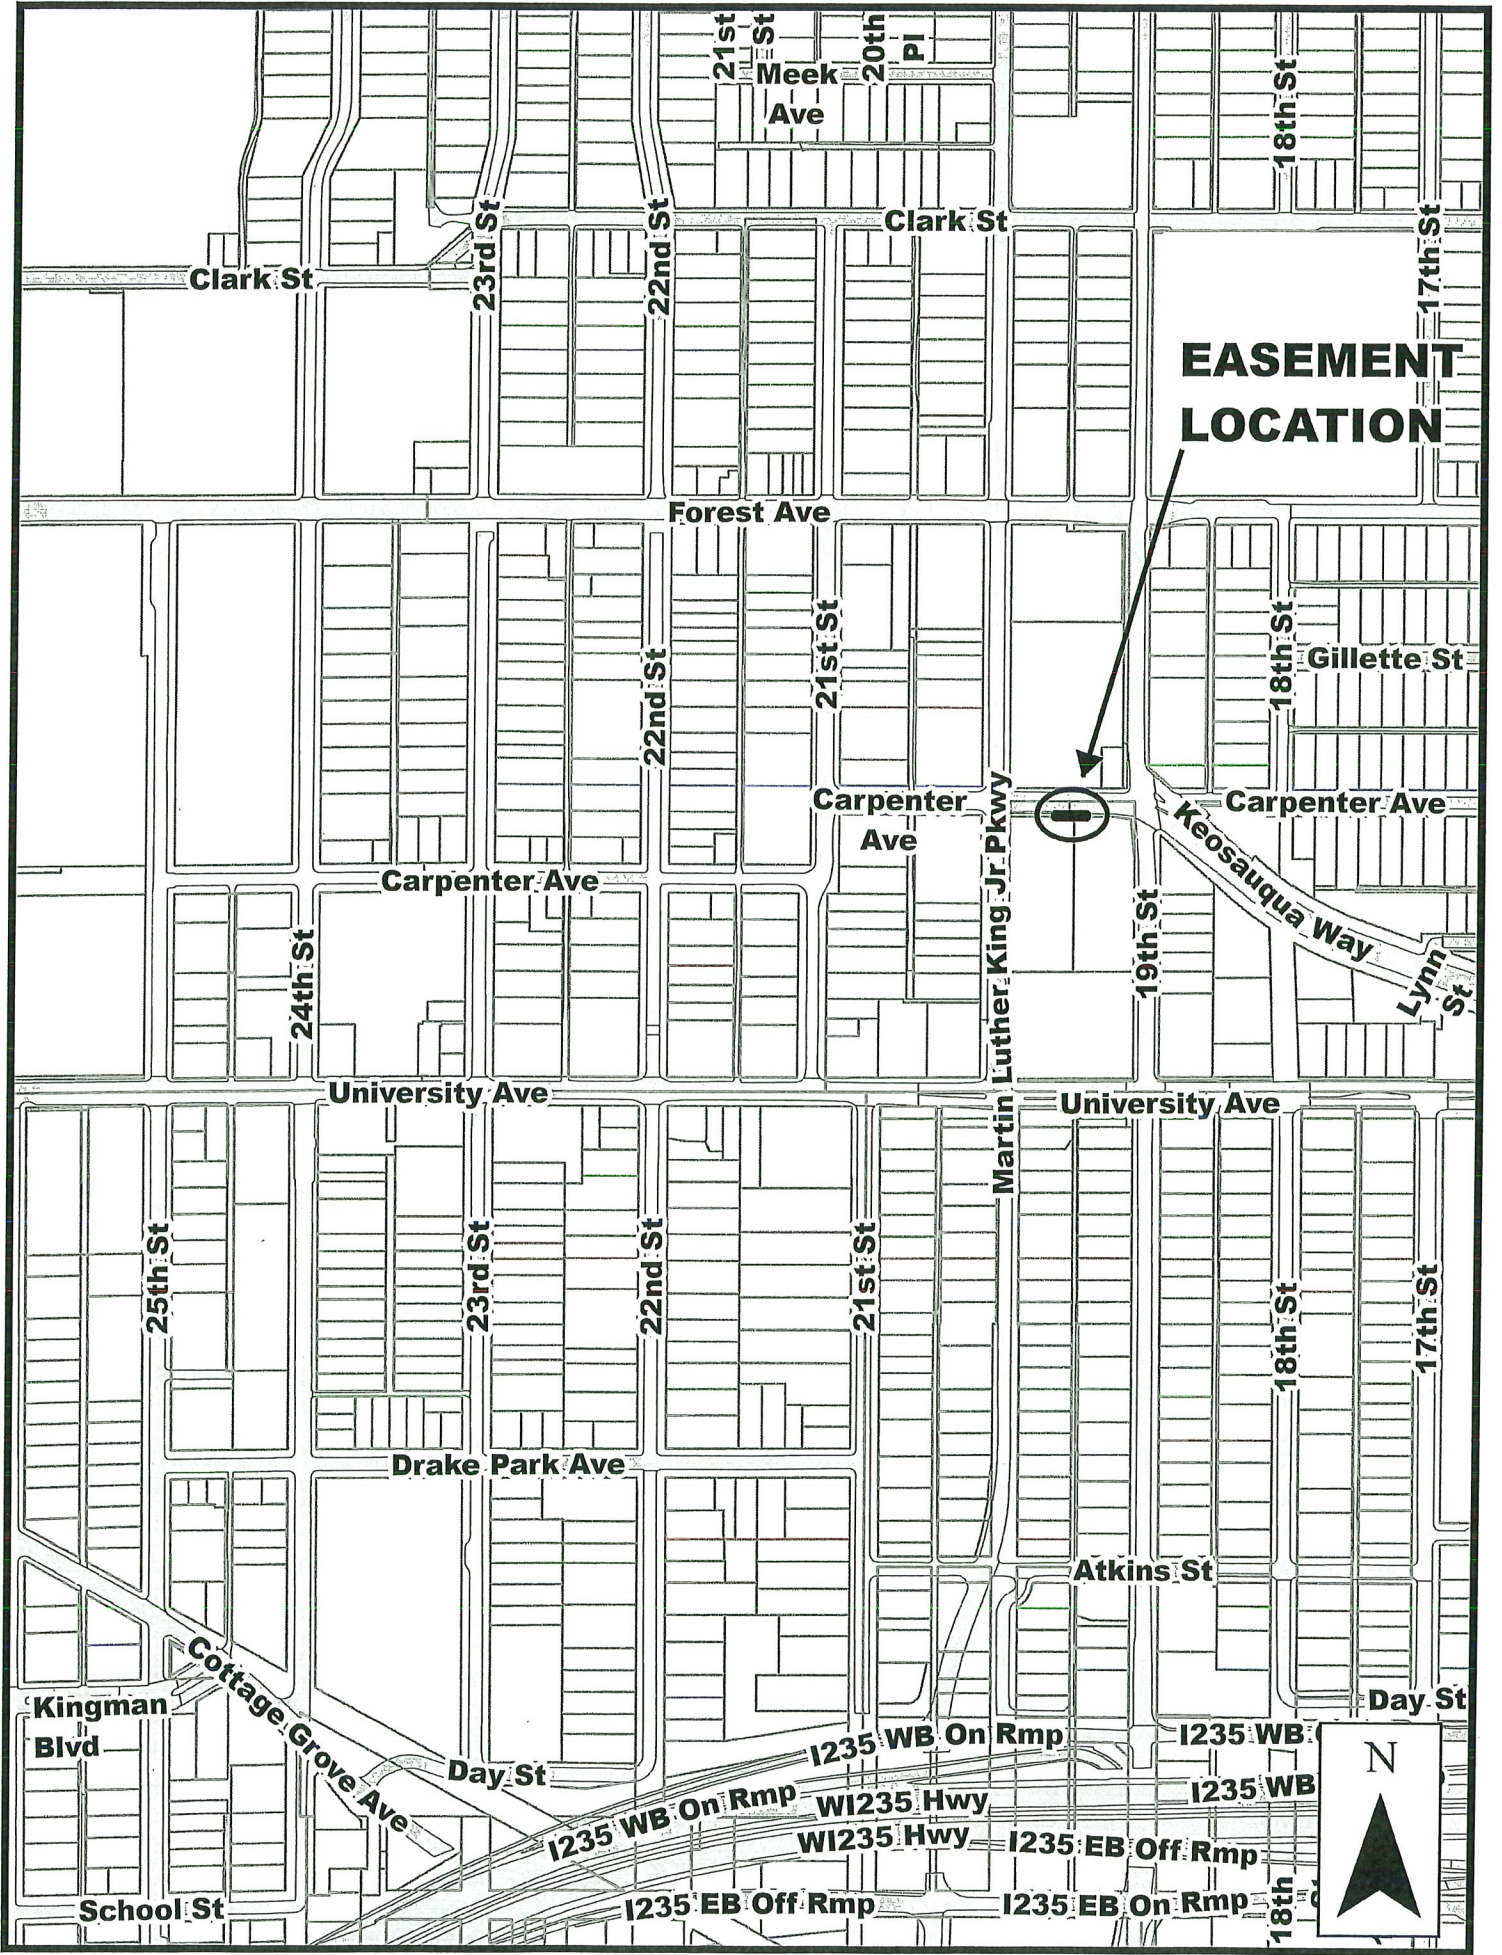 21st
St
20th
Pl
Meek
Ave
18th St
Clark St
Clark St
23rd St
22nd St
17th St
EASEMENT
LOCATION
Forest Ave
22nd St
21st St
18th St
Gillette St
Carpenter
Ave
Carpenter Ave
Keosauqua Way
Carpenter Ave
Martin Luther King Jr Pkwy
19th St
24th St
Lynn
St
University Ave
University Ave
25th St
23rd St
22nd St
21st St
18th St
17th St
Drake Park Ave
Atkins St
Cottage Grove Ave
Kingman
Blvd
Day St
Day St
I235 WB On Rmp
I235 WB
N
I235 WB On Rmp
WI235 Hwy
I235 WB
WI235 Hwy
I235 EB Off Rmp
School St
I235 EB Off Rmp
I235 EB On Rmp
18th